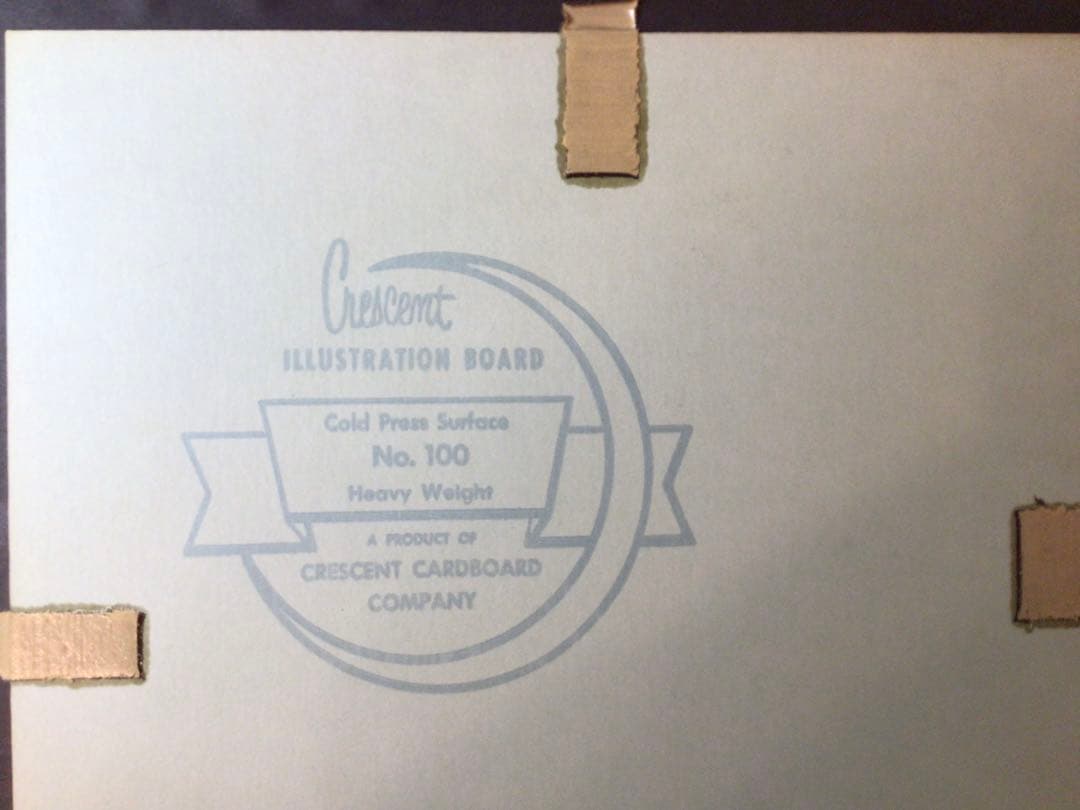 Crescent
ILLUSTRATION BOARD
Cold Press Surface
No. 100
Heavy Weight
A PRODUCT OF
CRESCENT CARDBOARD
COMPANY